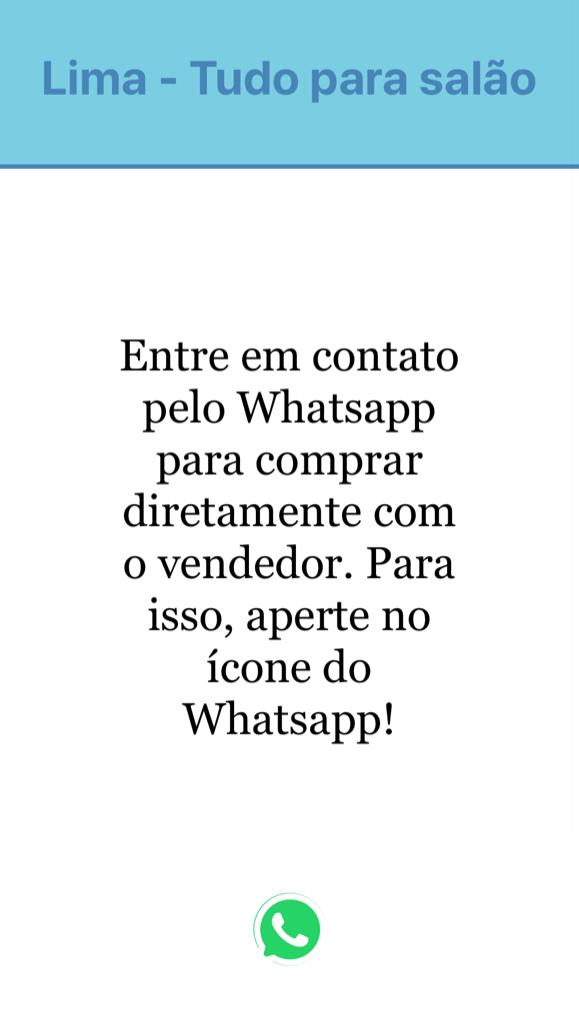 Lima - Tudo para salão
Entre em contato
pelo Whatsapp
para comprar
diretamente com
o vendedor. Para
isso, aperte no
ícone do
Whatsapp!